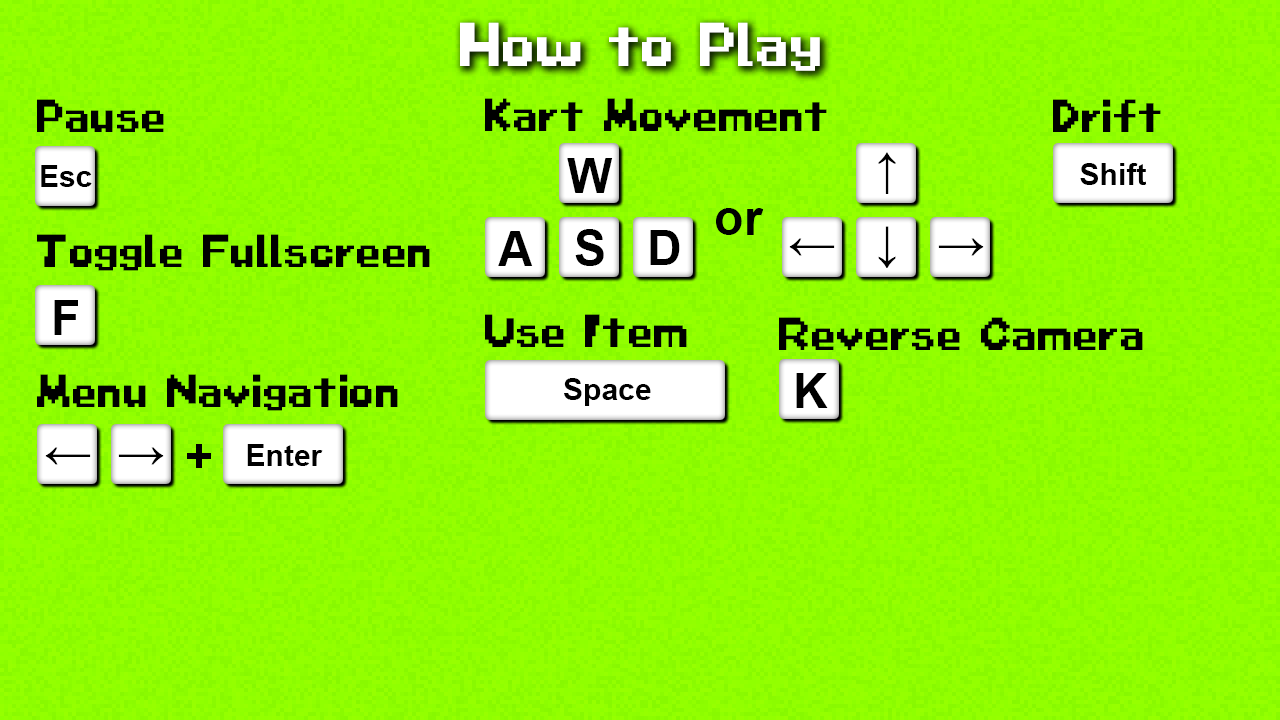 How to Play
Pause
Esc
Toggle Fullscreen
F
Menu Navigation
← → + Enter
Kart Movement
W
A S D
or
↑
← ↓ →
Drift
Shift
Use Item
Space
Reverse Camera
K